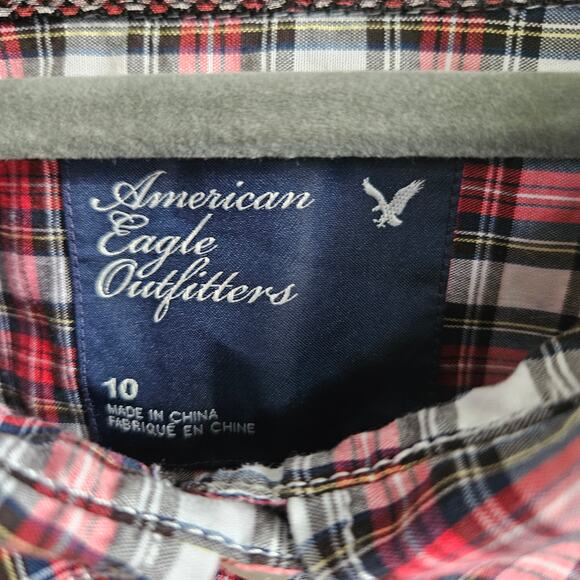 American
Eagle
Outfitters
10
MADE IN CHINA
FABRIQUÉ EN CHINE